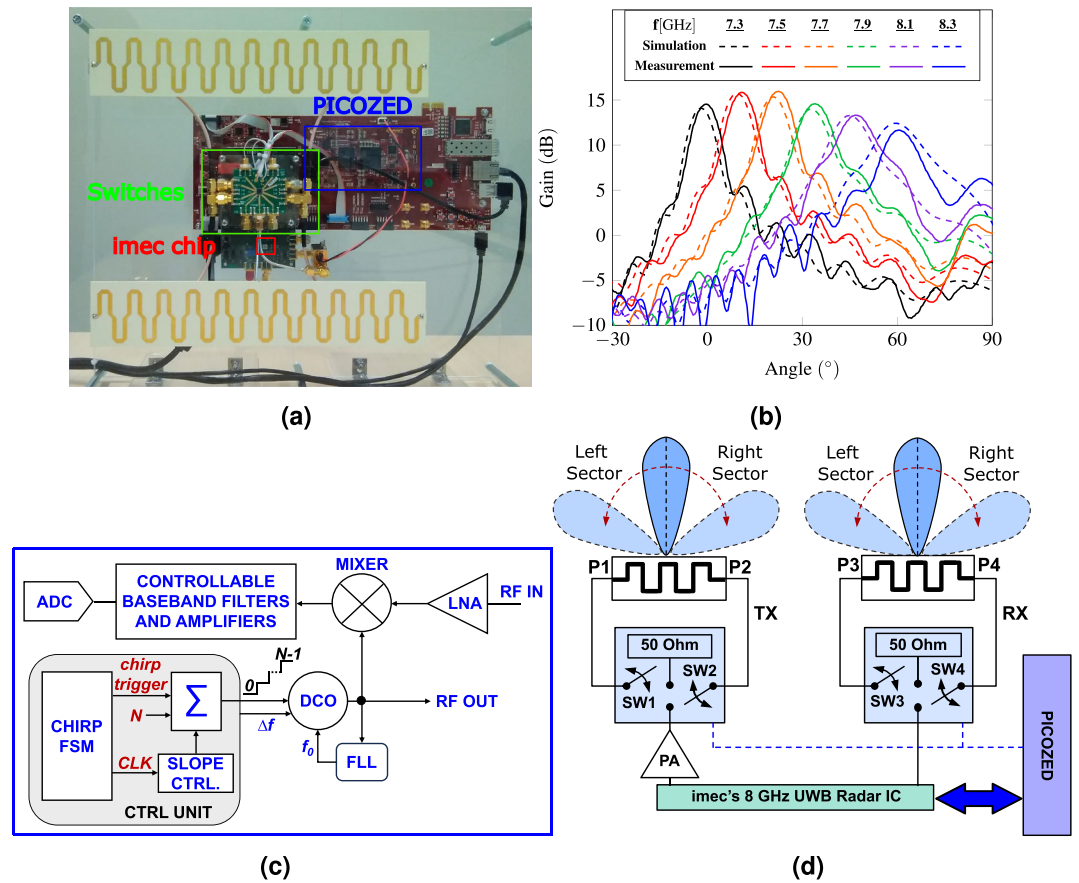 PICOZED
Switches
imec chip
(a)
f[GHz] 7.3 7.5 7.7 7.9 8.1 8.3
Simulation
Measurement
15
10
5
0
−5
−10
−30 0 30 60 90
Gain (dB)
Angle (°)
(b)
MIXER
ADC
CONTROLLABLE
BASEBAND FILTERS
AND AMPLIFIERS
LNA
RF IN
chirp
trigger
N
CLK
CHIRP
FSM
Σ
SLOPE
CTRL.
CTRL UNIT
0
N-1
Δf
DCO
f0
FLL
RF OUT
(c)
Left
Sector
Right
Sector
Left
Sector
Right
Sector
P1
P2
P3
P4
TX
RX
50 Ohm
SW1
SW2
50 Ohm
SW3
SW4
PA
imec's 8 GHz UWB Radar IC
PICOZED
(d)